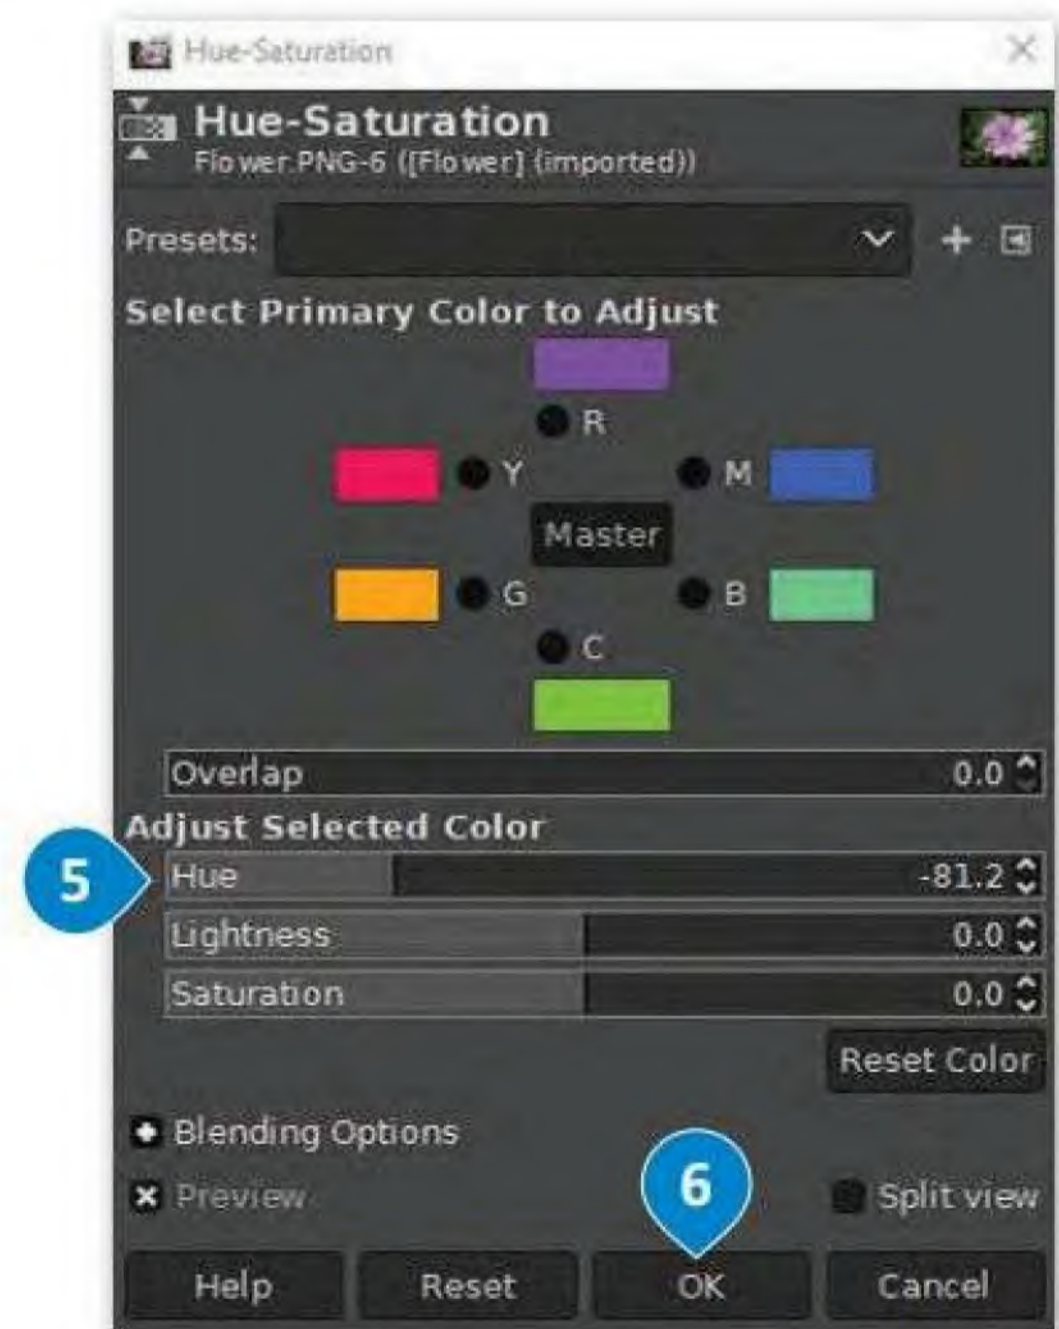 Hue-Saturation
Hue-Saturation
Flower.PNG-6 ([Flower] (imported))
Presets:
Select Primary Color to Adjust
R
Y
M
Master
G
B
C
Overlap 0.0
Adjust Selected Color
5
Hue -81.2
Lightness 0.0
Saturation 0.0
Reset Color
Blending Options
6
Preview
Split view
Help Reset OK Cancel